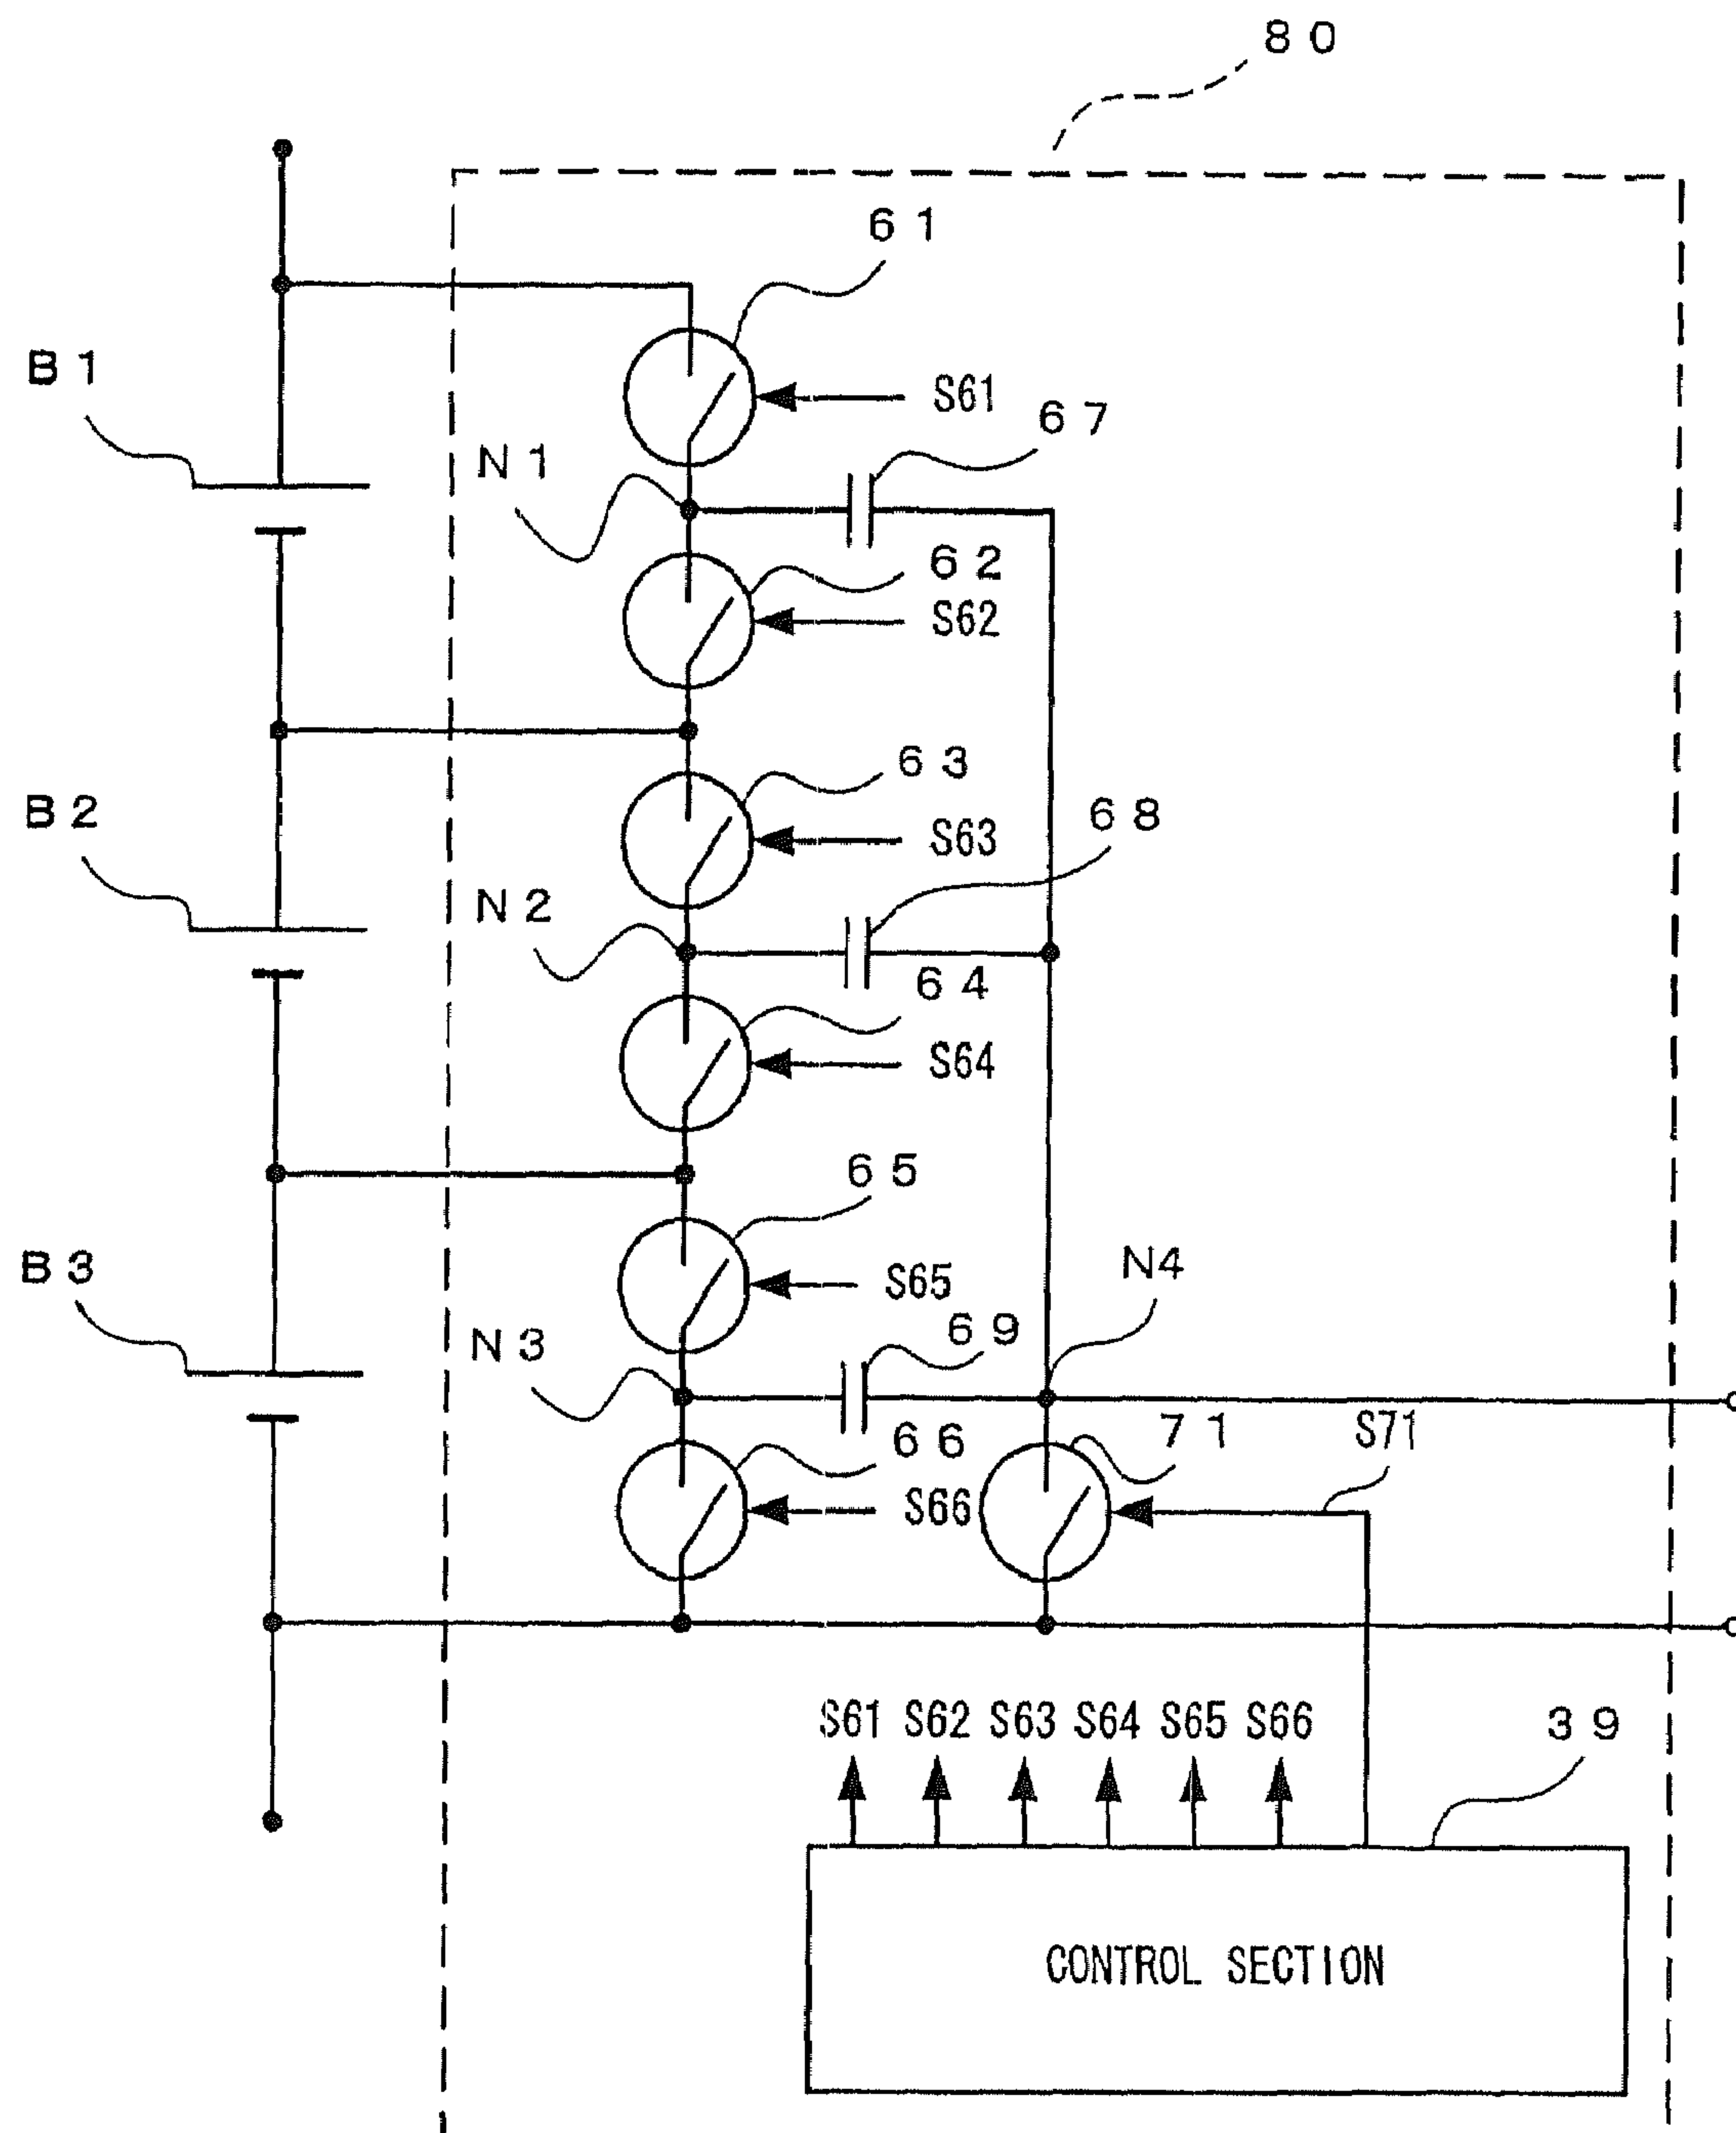 80
61
B1
S61
67
N1
62
S62
63
B2
S63
68
N2
64
S64
65
N4
B3
S65
69
N3
71
S71
66
S66
S61 S62 S63 S64 S65 S66
39
CONTROL SECTION